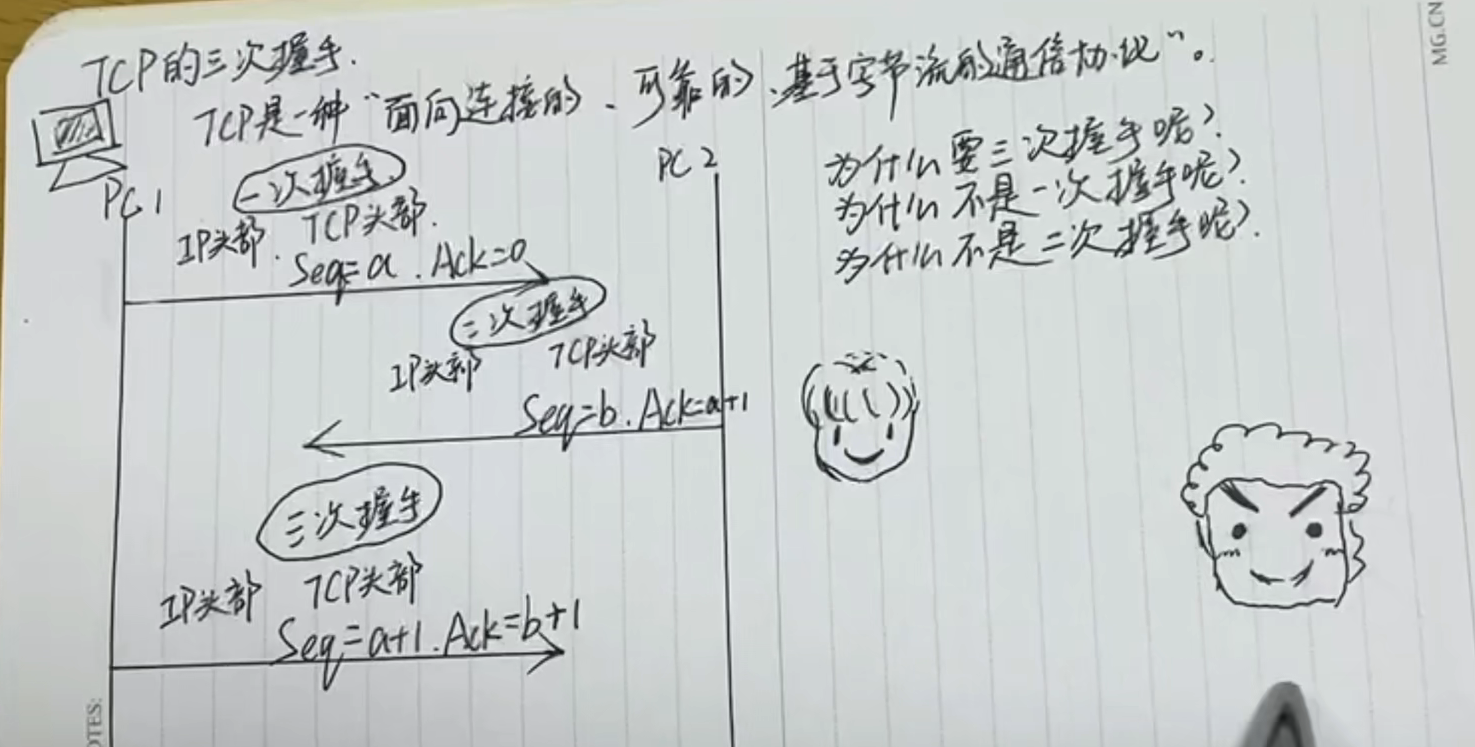 TCP的三次握手.
TCP是一种“面向连接的、可靠的、基于字节流的通信协议”。
PC1
PC2
一次握手
IP头部. TCP头部.
Seq=a. Ack=0
二次握手
IP头部 TCP头部
Seq=b. Ack=a+1
三次握手
IP头部 TCP头部
Seq=a+1. Ack=b+1
为什么要三次握手呢?
为什么不是一次握手呢?
为什么不是二次握手呢?
MG.CN
OTES: